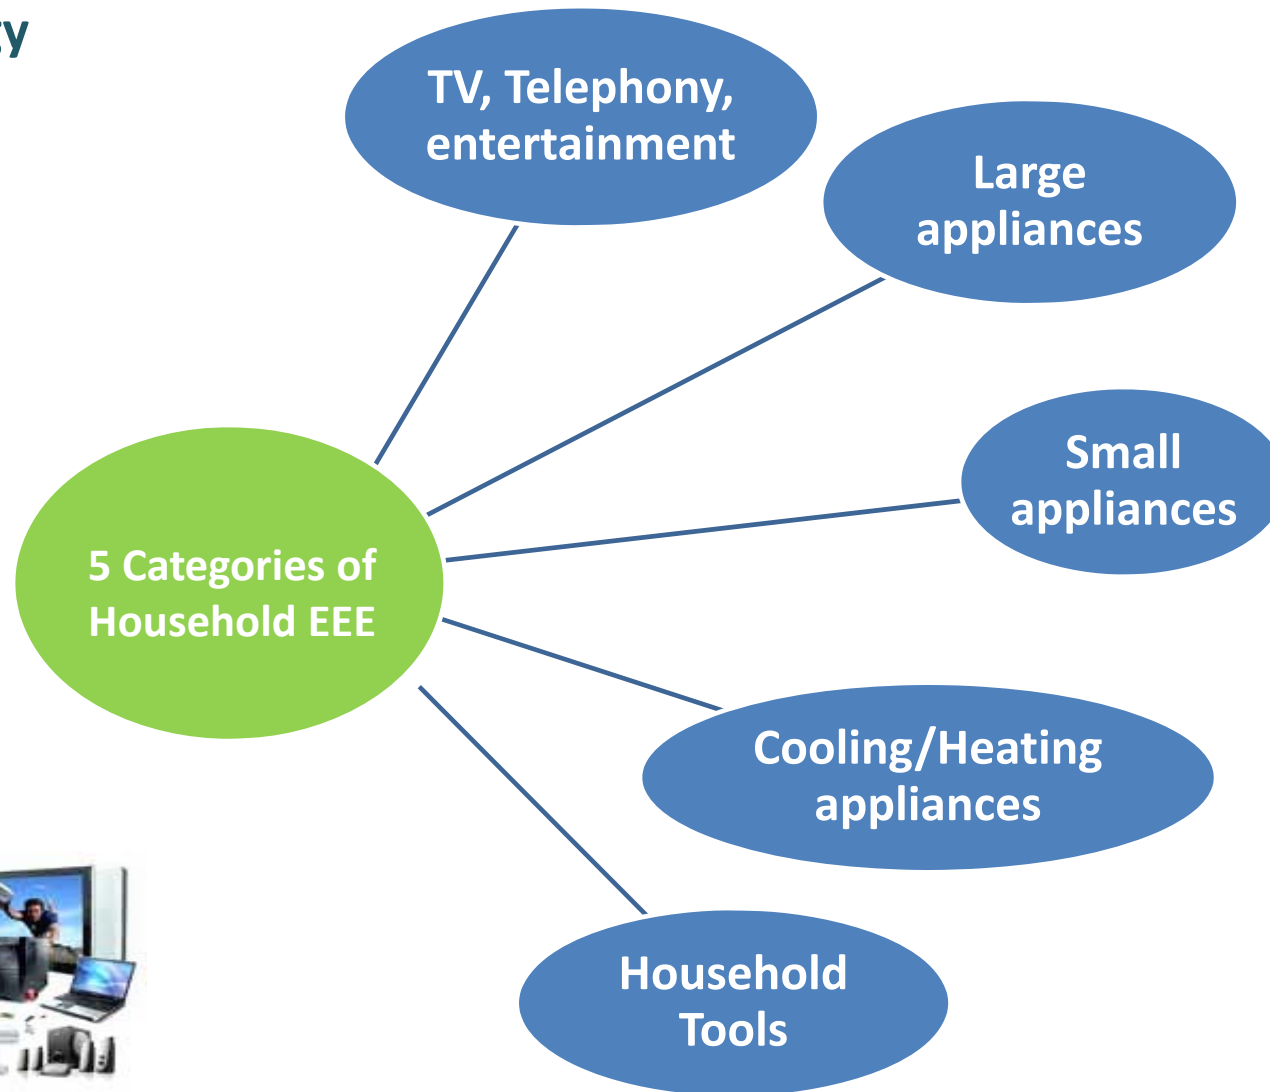 TV, Telephony,
entertainment
Large
appliances
Small
appliances
5 Categories of
Household EEE
Cooling/Heating
appliances
Household
Tools